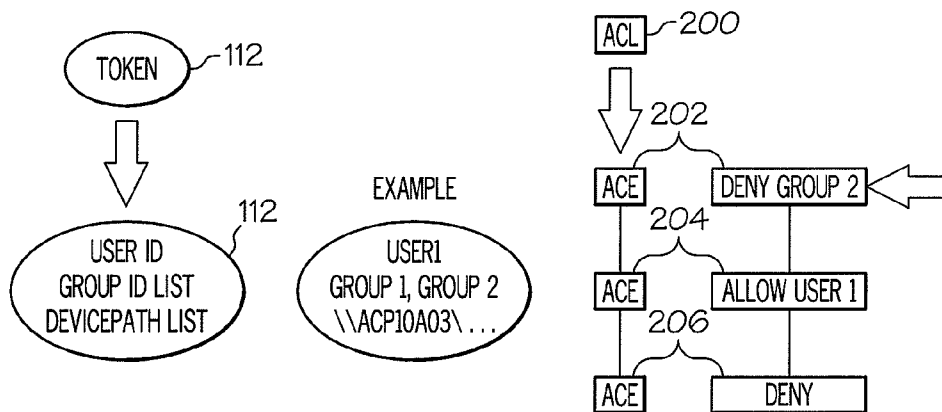 TOKEN
112
USER ID
GROUP ID LIST
DEVICEPATH LIST
112
EXAMPLE
USER1
GROUP 1, GROUP 2
\\ACP10A03\...
ACL
200
202
ACE
DENY GROUP 2
204
ACE
ALLOW USER 1
206
ACE
DENY